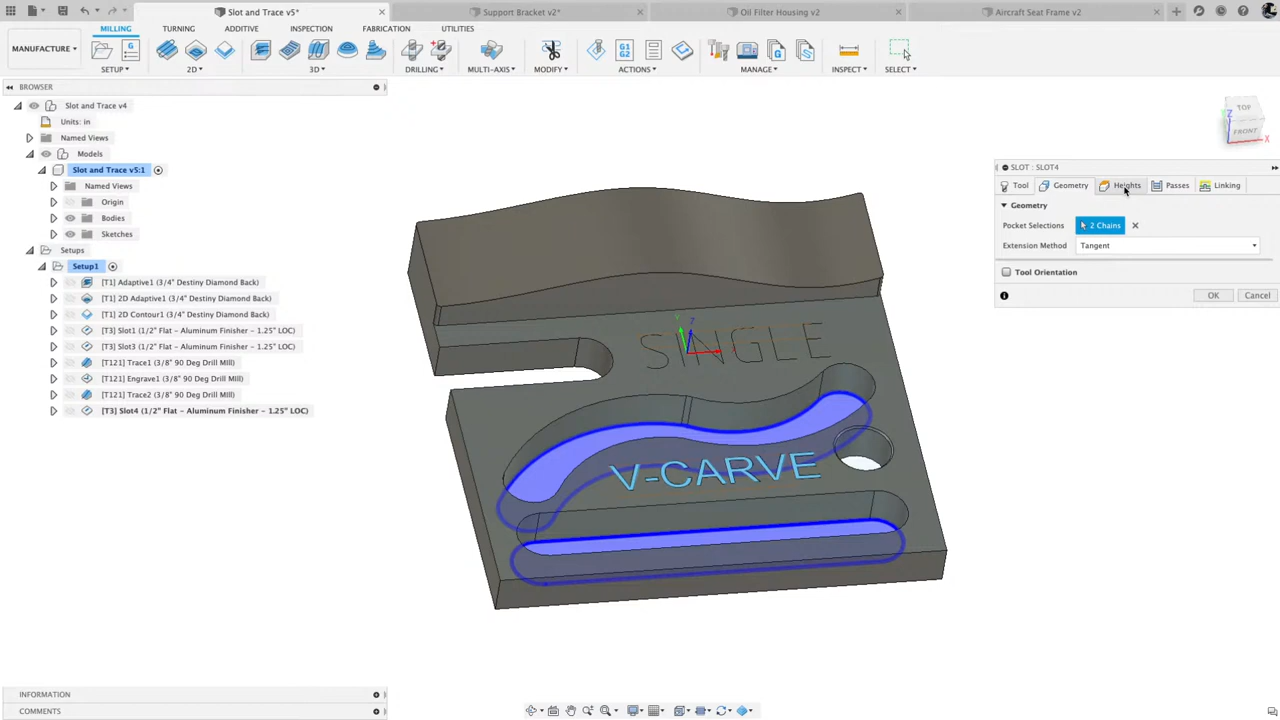 Slot and Trace v5*
Support Bracket v2*
Oil Filter Housing v2
Aircraft Seat Frame v2
MILLING
TURNING
ADDITIVE
INSPECTION
FABRICATION
UTILITIES
MANUFACTURE
SETUP
2D
3D
DRILLING
MULTI-AXIS
MODIFY
ACTIONS
MANAGE
INSPECT
SELECT
G1
G2
BROWSER
Slot and Trace v4
Units: in
Named Views
Models
Slot and Trace v5:1
Named Views
Origin
Bodies
Sketches
Setups
Setup1
[T1] Adaptive1 (3/4" Destiny Diamond Back)
[T1] 2D Adaptive1 (3/4" Destiny Diamond Back)
[T1] 2D Contour1 (3/4" Destiny Diamond Back)
[T3] Slot1 (1/2" Flat - Aluminum Finisher - 1.25" LOC)
[T3] Slot3 (1/2" Flat - Aluminum Finisher - 1.25" LOC)
[T121] Trace1 (3/8" 90 Deg Drill Mill)
[T121] Engrave1 (3/8" 90 Deg Drill Mill)
[T121] Trace2 (3/8" 90 Deg Drill Mill)
[T3] Slot4 (1/2" Flat - Aluminum Finisher - 1.25" LOC)
TOP
FRONT
Z
X
SLOT : SLOT4
Tool
Geometry
Heights
Passes
Linking
Geometry
Pocket Selections
2 Chains
Extension Method
Tangent
Tool Orientation
OK
Cancel
Y
Z
SINGLE
V-CARVE
INFORMATION
COMMENTS